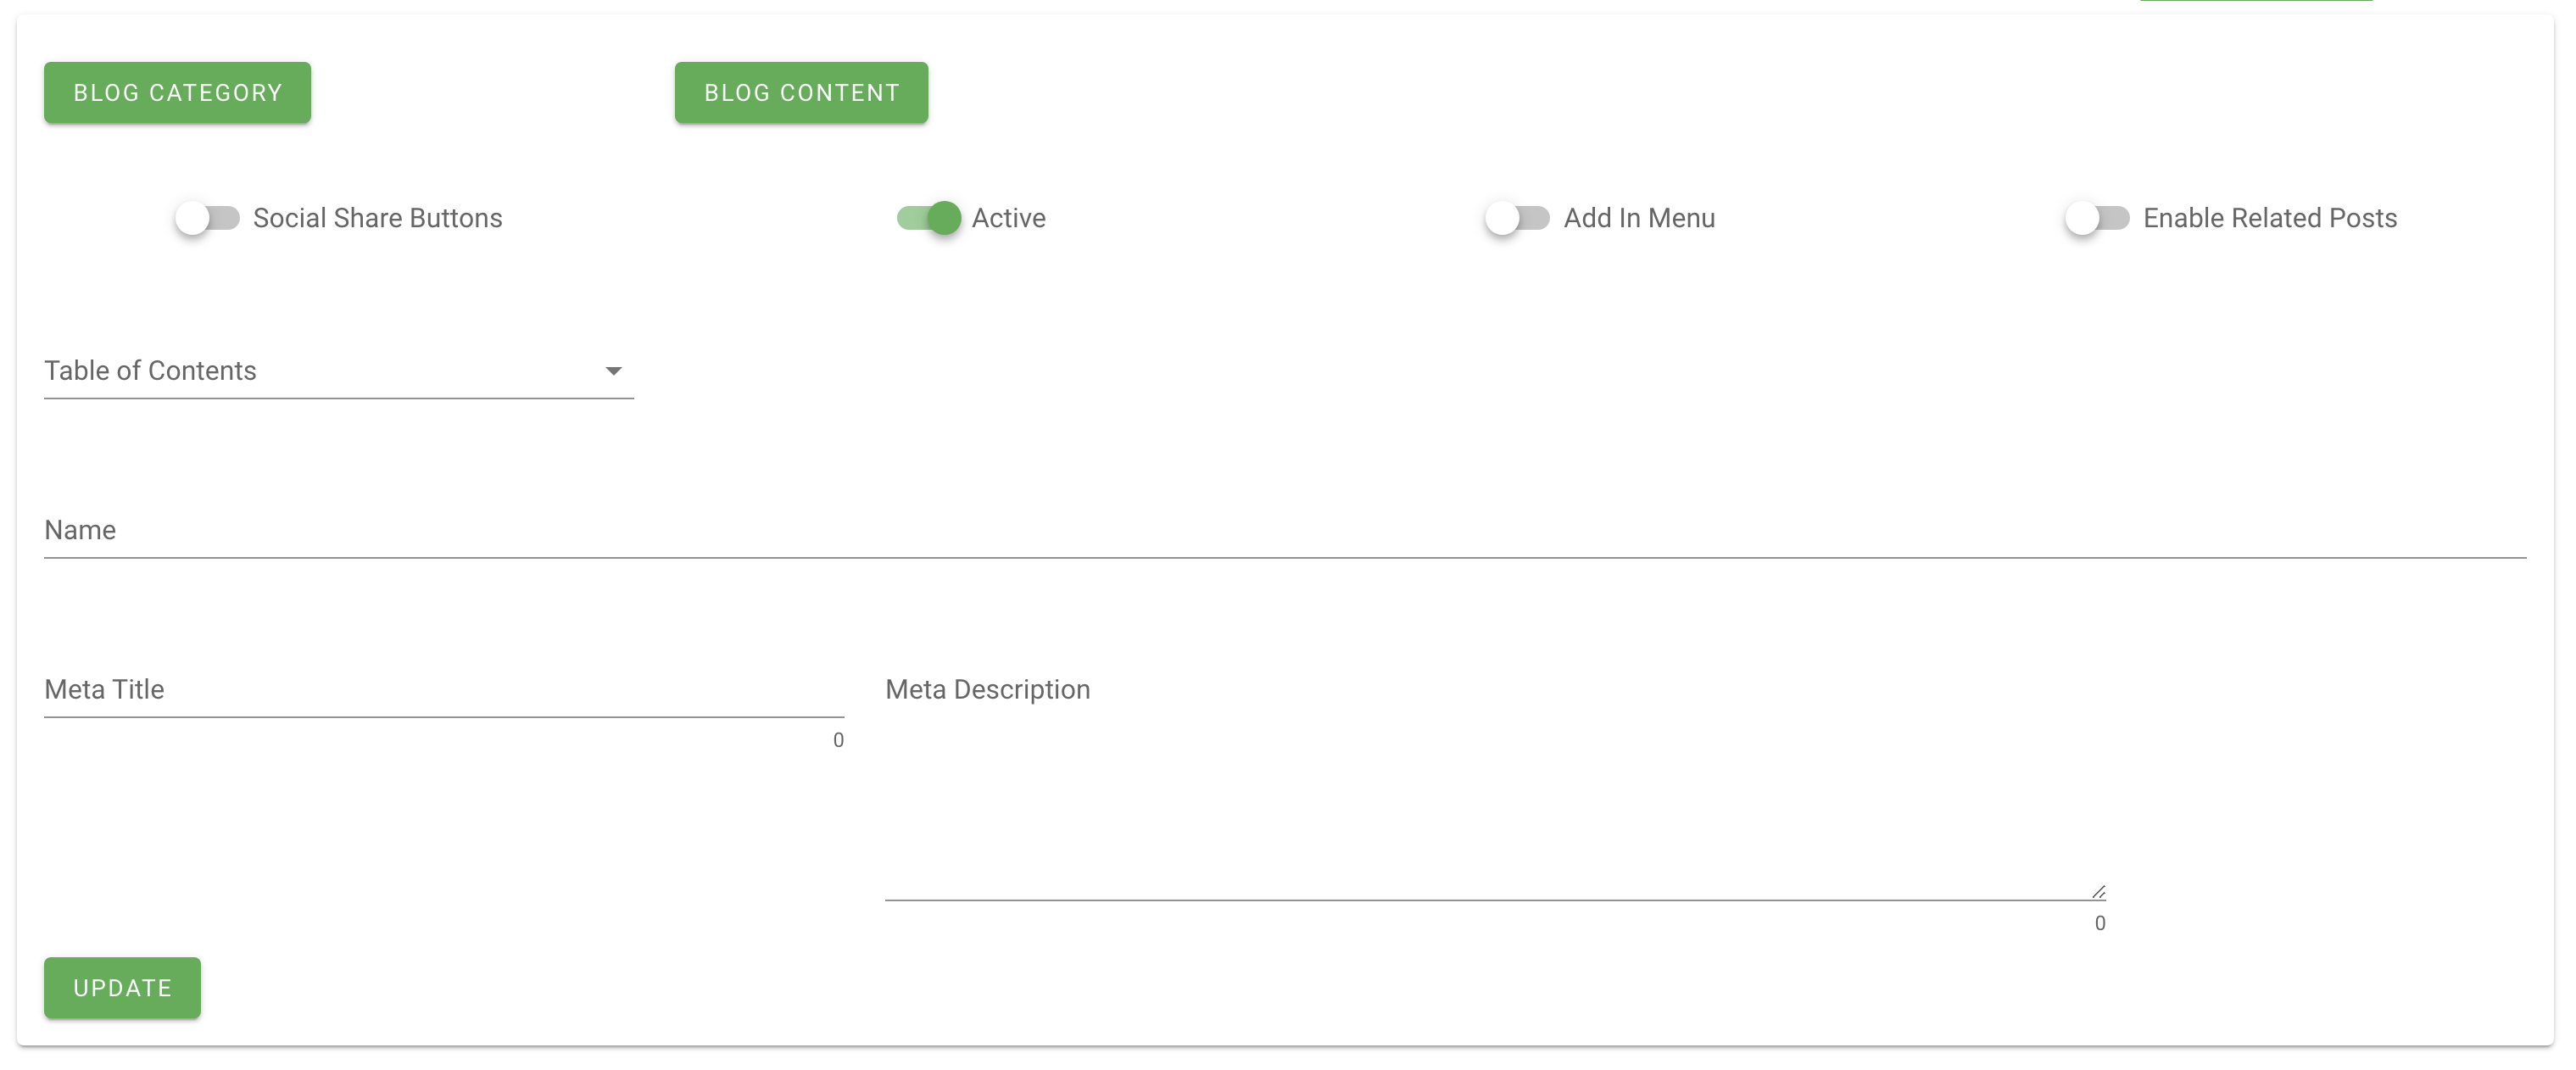 BLOG CATEGORY BLOG CONTENT
Social Share Buttons Active Add In Menu Enable Related Posts
Table of Contents
Name
Meta Title Meta Description
0
0
UPDATE